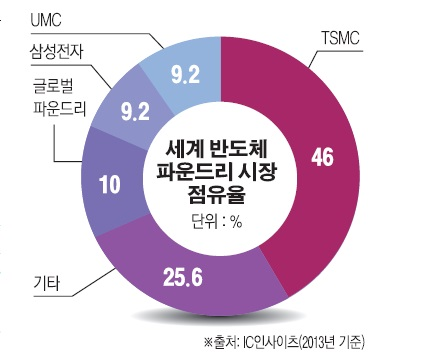 UMC
TSMC
삼성전자
글로벌
파운드리
9.2
9.2
46
10
25.6
세계 반도체
파운드리 시장
점유율
단위 : %
기타
※출처: IC인사이츠(2013년 기준)